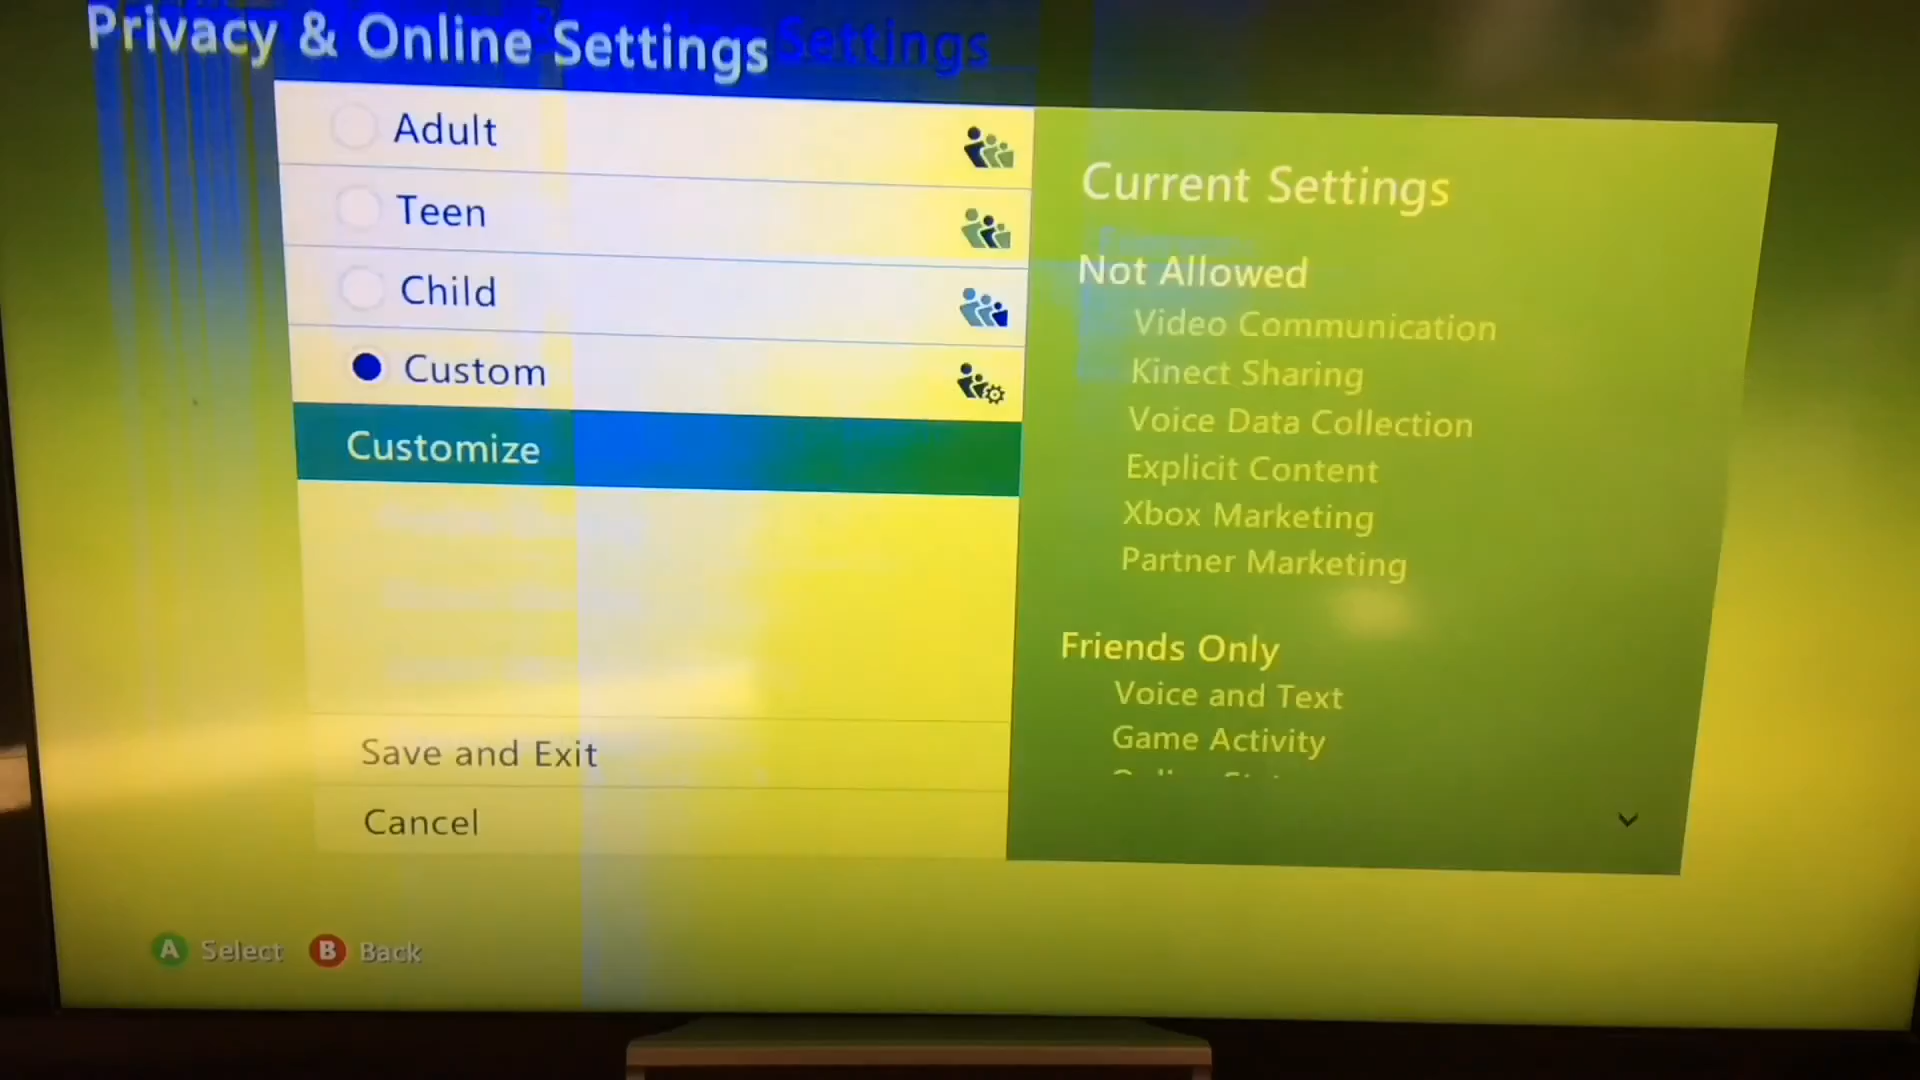 Privacy & Online Settings
Settings
Adult
Teen
Child
Custom
Customize
Save and Exit
Cancel
Current Settings
Not Allowed
Video Communication
Kinect Sharing
Voice Data Collection
Explicit Content
Xbox Marketing
Partner Marketing
Friends Only
Voice and Text
Game Activity
A Select B Back